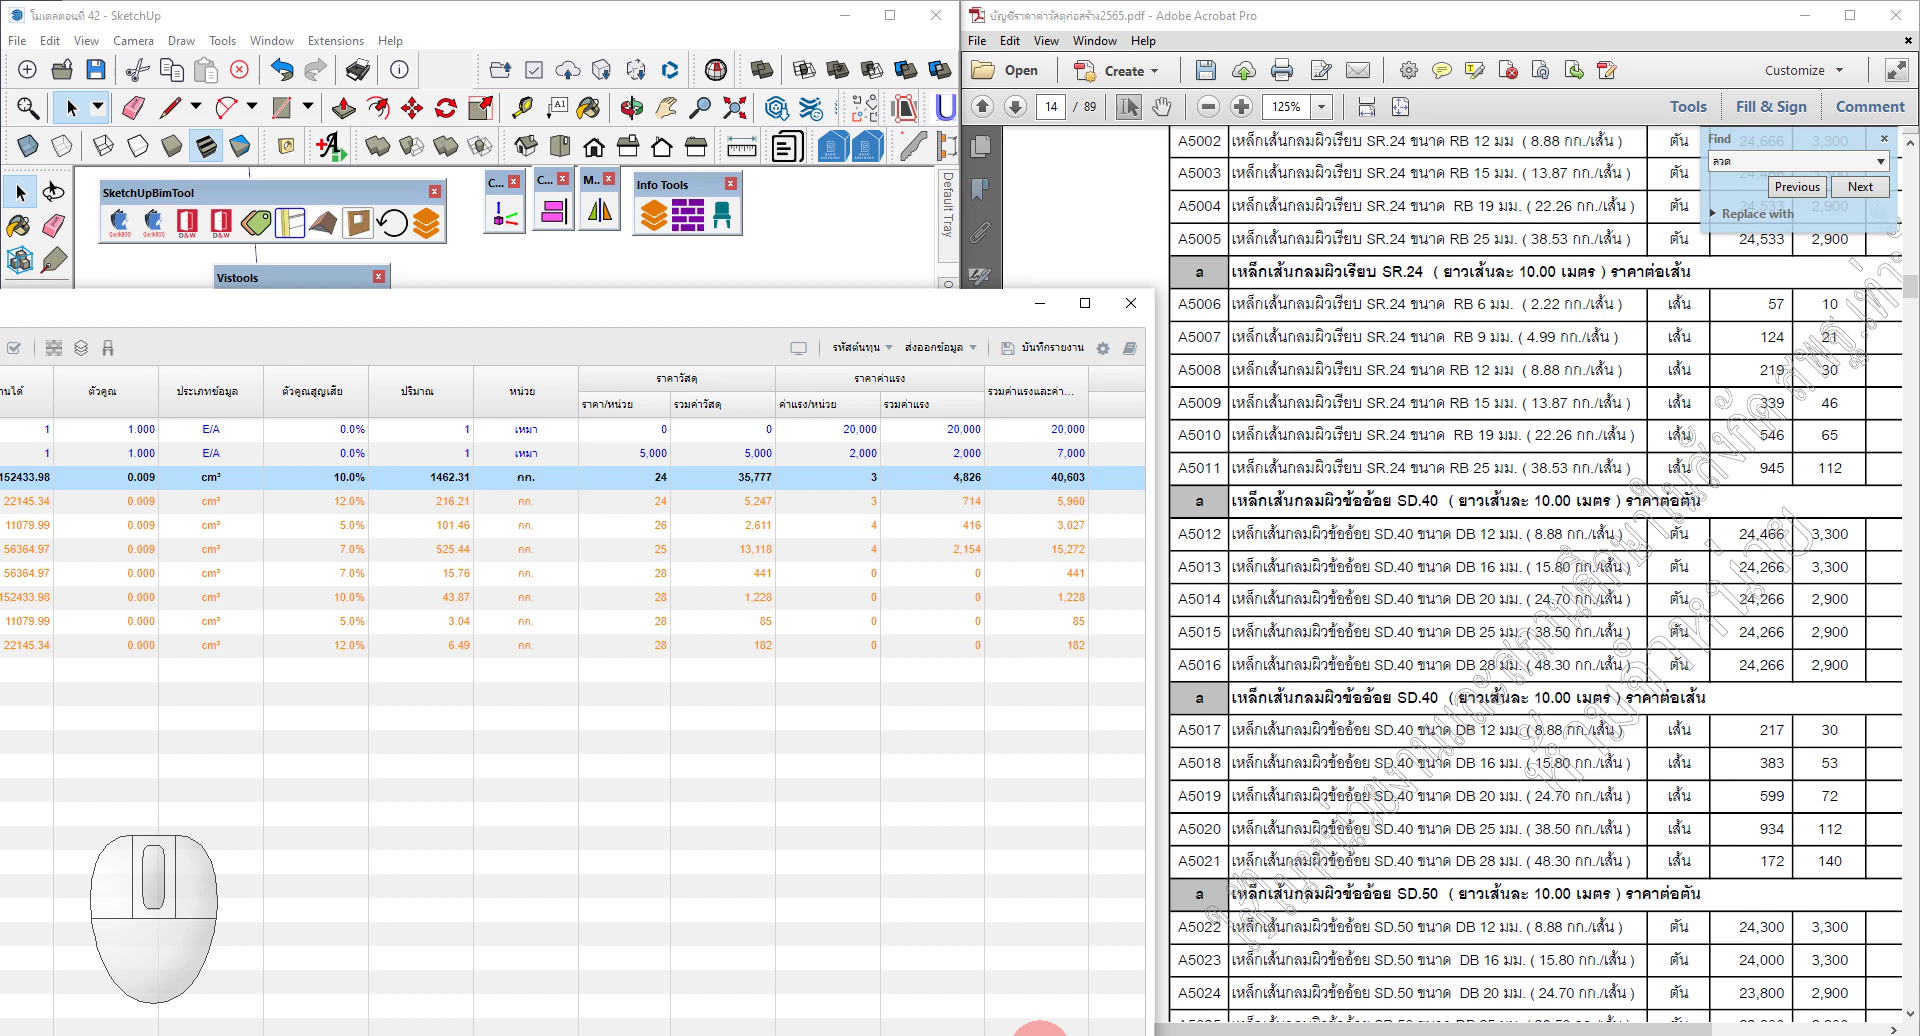 โมเดลตอนที่ 42 - SketchUp
File Edit View Camera Draw Tools Window Extensions Help
SketchUpBimTool
C... C... M... Info Tools
Default Tray
Vistools
รหัสต้นทุน ส่งออกข้อมูล บันทึกรายงาน
านได้ ตัวคูณ ประเภทข้อมูล ตัวคูณสูญเสีย ปริมาณ หน่วย ราคาวัสดุ ราคาค่าแรง รวมค่าแรงและค่า...
ราคา/หน่วย รวมค่าวัสดุ ค่าแรง/หน่วย รวมค่าแรง
1 1.000 E/A 0.0% 1 เหมา 0 0 20,000 20,000 20,000
1 1.000 E/A 0.0% 1 เหมา 5,000 5,000 2,000 2,000 7,000
152433.98 0.009 cm³ 10.0% 1462.31 กก. 24 35,777 3 4,826 40,603
22145.34 0.009 cm³ 12.0% 216.21 กก. 24 5,247 3 714 5,960
11079.99 0.009 cm³ 5.0% 101.46 กก. 26 2,611 4 416 3,027
56364.97 0.009 cm³ 7.0% 525.44 กก. 25 13,118 4 2,154 15,272
56364.97 0.000 cm³ 7.0% 15.76 กก. 28 441 0 0 441
152433.98 0.000 cm³ 10.0% 43.87 กก. 28 1,228 0 0 1,228
11079.99 0.000 cm³ 5.0% 3.04 กก. 28 85 0 0 85
22145.34 0.000 cm³ 12.0% 6.49 กก. 28 182 0 0 182
บัญชีราคาค่าวัสดุก่อสร้าง2565.pdf - Adobe Acrobat Pro
File Edit View Window Help
Open Create Customize
14 / 89 125% Tools Fill & Sign Comment
Find
ลวด
Previous Next
Replace with
A5002 เหล็กเส้นกลมผิวเรียบ SR.24 ขนาด RB 12 มม ( 8.88 กก./เส้น ) ตัน 24,666 3,300
A5003 เหล็กเส้นกลมผิวเรียบ SR.24 ขนาด RB 15 มม. ( 13.87 กก./เส้น ) ตัน
A5004 เหล็กเส้นกลมผิวเรียบ SR.24 ขนาด RB 19 มม. ( 22.26 กก./เส้น ) ตัน 24,533 2,900
A5005 เหล็กเส้นกลมผิวเรียบ SR.24 ขนาด RB 25 มม. ( 38.53 กก./เส้น ) ตัน 24,533 2,900
a เหล็กเส้นกลมผิวเรียบ SR.24 ( ยาวเส้นละ 10.00 เมตร ) ราคาต่อเส้น
A5006 เหล็กเส้นกลมผิวเรียบ SR.24 ขนาด RB 6 มม. ( 2.22 กก./เส้น ) เส้น 57 10
A5007 เหล็กเส้นกลมผิวเรียบ SR.24 ขนาด RB 9 มม. ( 4.99 กก./เส้น ) เส้น 124 21
A5008 เหล็กเส้นกลมผิวเรียบ SR.24 ขนาด RB 12 มม ( 8.88 กก./เส้น ) เส้น 219 30
A5009 เหล็กเส้นกลมผิวเรียบ SR.24 ขนาด RB 15 มม. ( 13.87 กก./เส้น ) เส้น 339 46
A5010 เหล็กเส้นกลมผิวเรียบ SR.24 ขนาด RB 19 มม. ( 22.26 กก./เส้น ) เส้น 546 65
A5011 เหล็กเส้นกลมผิวเรียบ SR.24 ขนาด RB 25 มม. ( 38.53 กก./เส้น ) เส้น 945 112
a เหล็กเส้นกลมผิวข้ออ้อย SD.40 ( ยาวเส้นละ 10.00 เมตร ) ราคาต่อตัน
A5012 เหล็กเส้นกลมผิวข้ออ้อย SD.40 ขนาด DB 12 มม. ( 8.88 กก./เส้น ) ตัน 24,466 3,300
A5013 เหล็กเส้นกลมผิวข้ออ้อย SD.40 ขนาด DB 16 มม. ( 15.80 กก./เส้น ) ตัน 24,266 3,300
A5014 เหล็กเส้นกลมผิวข้ออ้อย SD.40 ขนาด DB 20 มม. ( 24.70 กก./เส้น ) ตัน 24,266 2,900
A5015 เหล็กเส้นกลมผิวข้ออ้อย SD.40 ขนาด DB 25 มม. ( 38.50 กก./เส้น ) ตัน 24,266 2,900
A5016 เหล็กเส้นกลมผิวข้ออ้อย SD.40 ขนาด DB 28 มม. ( 48.30 กก./เส้น ) ตัน 24,266 2,900
a เหล็กเส้นกลมผิวข้ออ้อย SD.40 ( ยาวเส้นละ 10.00 เมตร ) ราคาต่อเส้น
A5017 เหล็กเส้นกลมผิวข้ออ้อย SD.40 ขนาด DB 12 มม. ( 8.88 กก./เส้น ) เส้น 217 30
A5018 เหล็กเส้นกลมผิวข้ออ้อย SD.40 ขนาด DB 16 มม. ( 15.80 กก./เส้น ) เส้น 383 53
A5019 เหล็กเส้นกลมผิวข้ออ้อย SD.40 ขนาด DB 20 มม. ( 24.70 กก./เส้น ) เส้น 599 72
A5020 เหล็กเส้นกลมผิวข้ออ้อย SD.40 ขนาด DB 25 มม. ( 38.50 กก./เส้น ) เส้น 934 112
A5021 เหล็กเส้นกลมผิวข้ออ้อย SD.40 ขนาด DB 28 มม. ( 48.30 กก./เส้น ) เส้น 172 140
a เหล็กเส้นกลมผิวข้ออ้อย SD.50 ( ยาวเส้นละ 10.00 เมตร ) ราคาต่อตัน
A5022 เหล็กเส้นกลมผิวข้ออ้อย SD.50 ขนาด DB 12 มม. ( 8.88 กก./เส้น ) ตัน 24,300 3,300
A5023 เหล็กเส้นกลมผิวข้ออ้อย SD.50 ขนาด DB 16 มม. ( 15.80 กก./เส้น ) ตัน 24,000 3,300
A5024 เหล็กเส้นกลมผิวข้ออ้อย SD.50 ขนาด DB 20 มม. ( 24.70 กก./เส้น ) ตัน 23,800 2,900